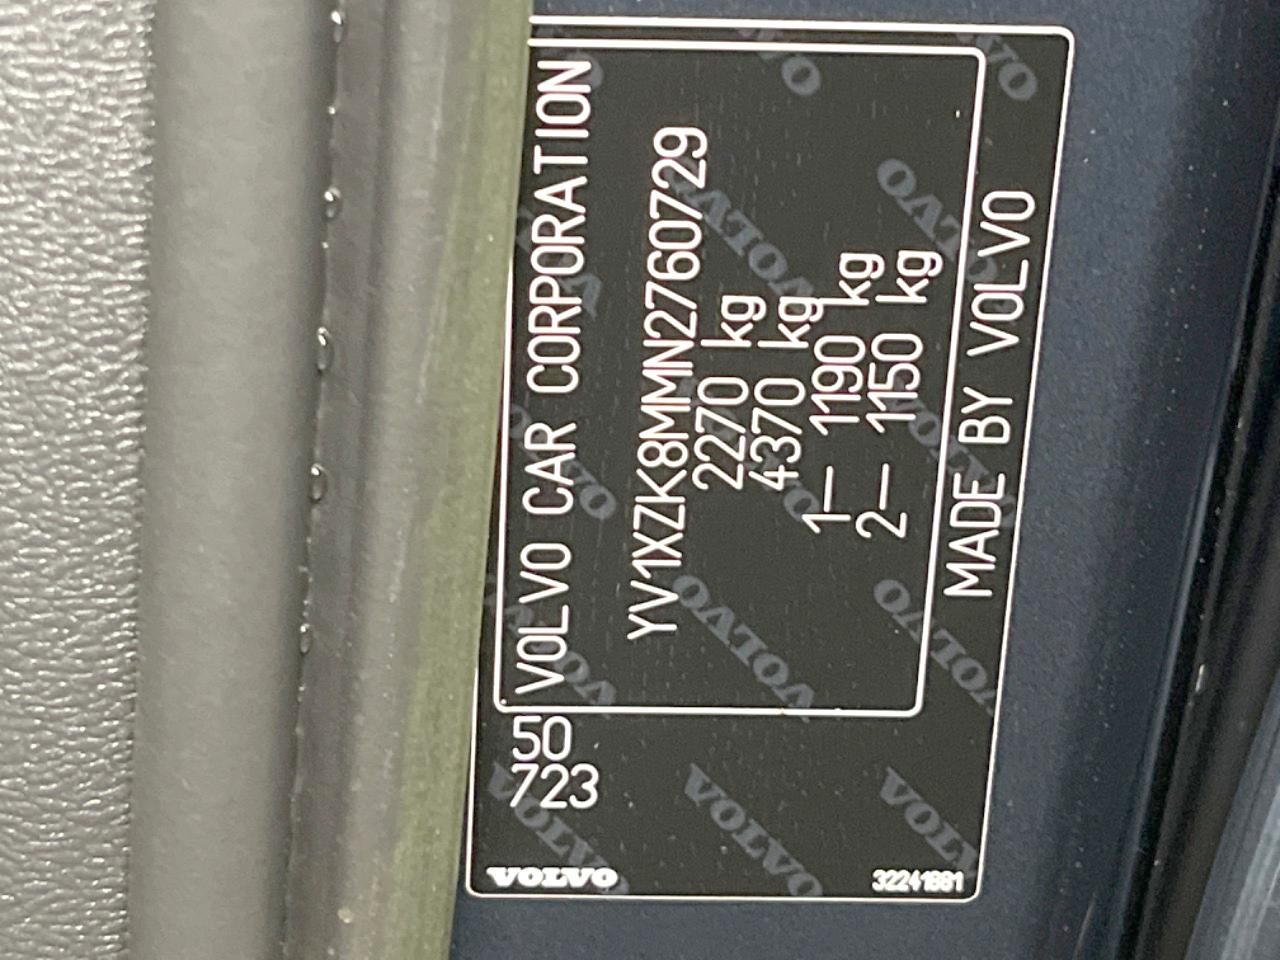 VOLVO
50
723
VOLVO CAR CORPORATION
YV1XZK8MMN2760729
2270 kg
4370 kg
1— 1190 kg
2— 1150 kg
MADE BY VOLVO